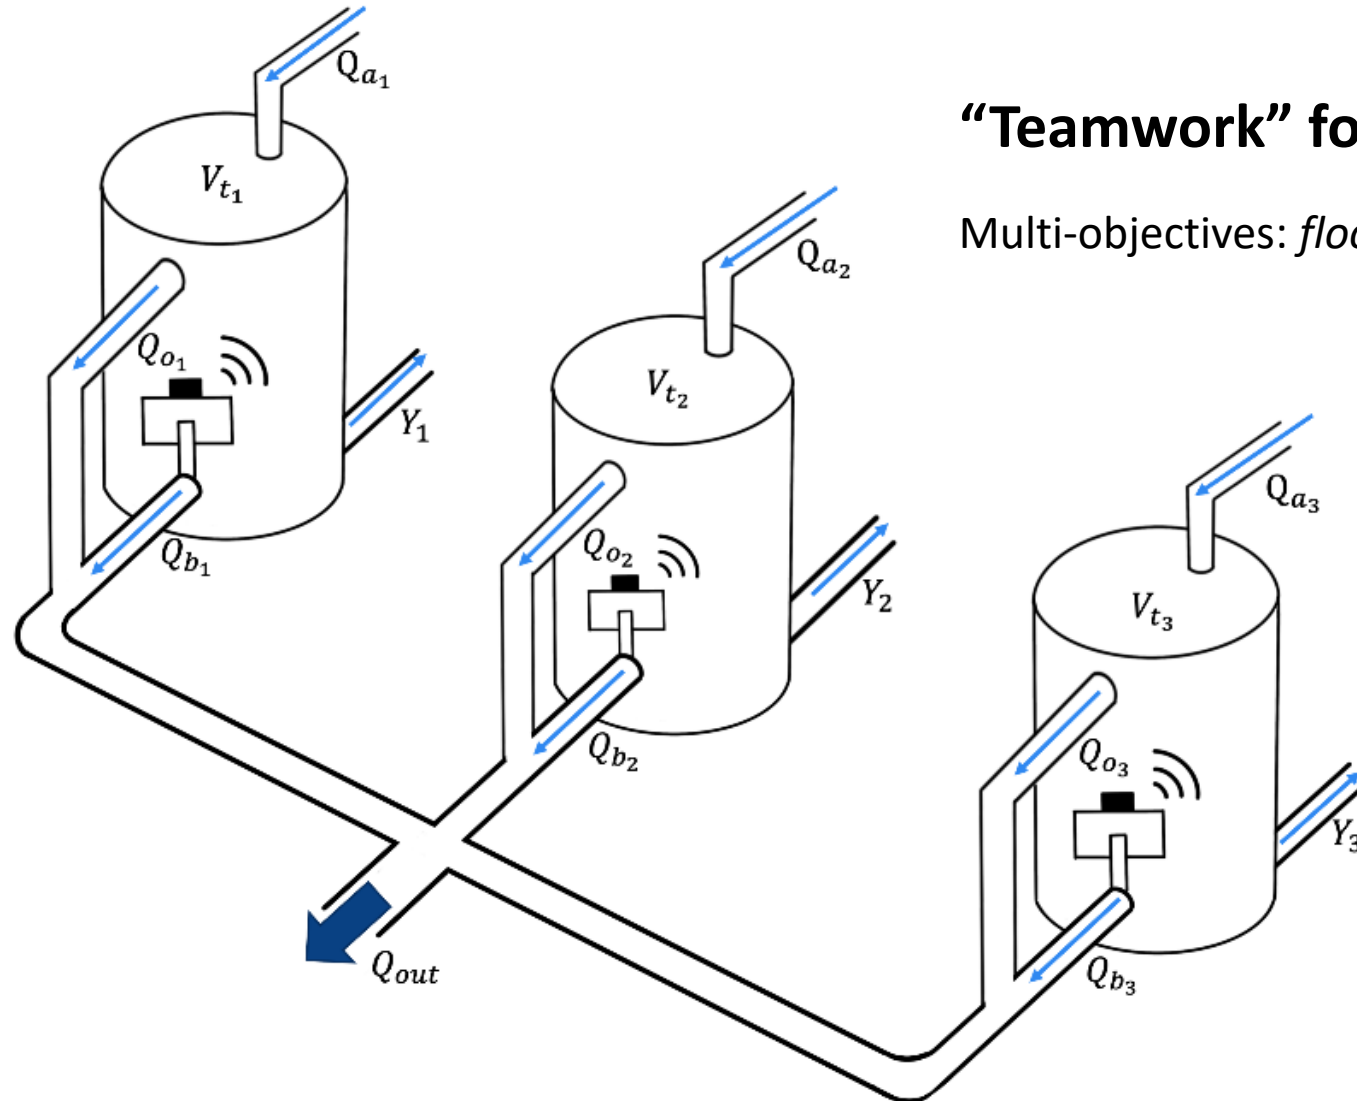 Qa₁
“Teamwork” fo
Vt₁
Multi-objectives: floo
Qa₂
Qo₁
Vt₂
Y₁
Qa₃
Qb₁
Qo₂
Y₂
Vt₃
Qb₂
Qo₃
Y₃
Qout
Qb₃